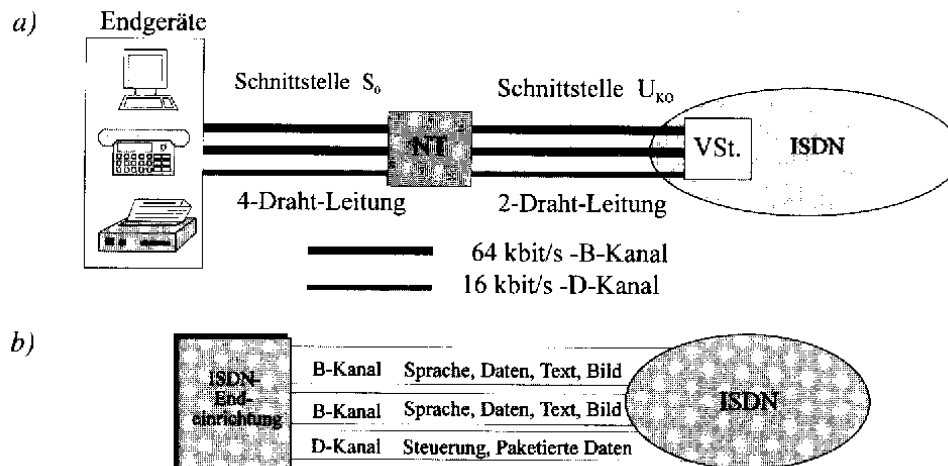 a)
Endgeräte
Schnittstelle S₀
Schnittstelle U_K0
NT
VSt.
ISDN
4-Draht-Leitung
2-Draht-Leitung
64 kbit/s -B-Kanal
16 kbit/s -D-Kanal
b)
ISDN-
End-
einrichtung
B-Kanal Sprache, Daten, Text, Bild
B-Kanal Sprache, Daten, Text, Bild
D-Kanal Steuerung, Paketierte Daten
ISDN